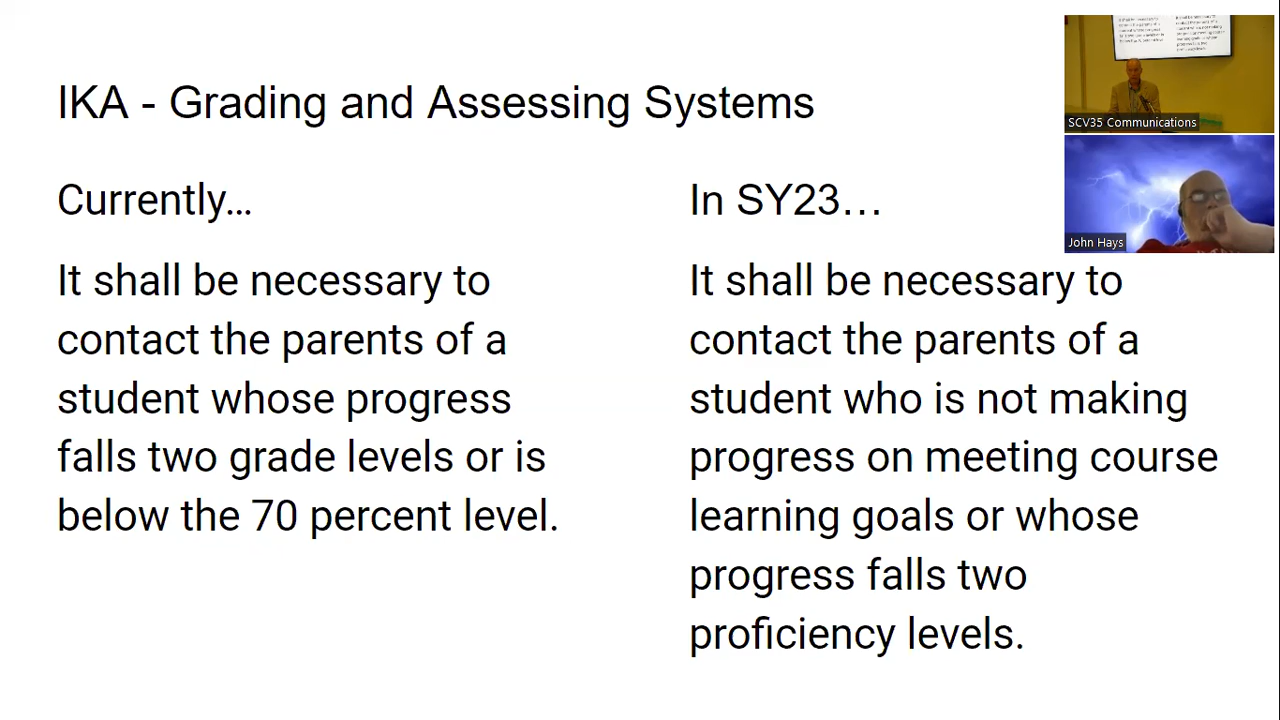 IKA - Grading and Assessing Systems
Currently…
It shall be necessary to
contact the parents of a
student whose progress
falls two grade levels or is
below the 70 percent level.
In SY23…
It shall be necessary to
contact the parents of a
student who is not making
progress on meeting course
learning goals or whose
progress falls two
proficiency levels.
SCV35 Communications
John Hays